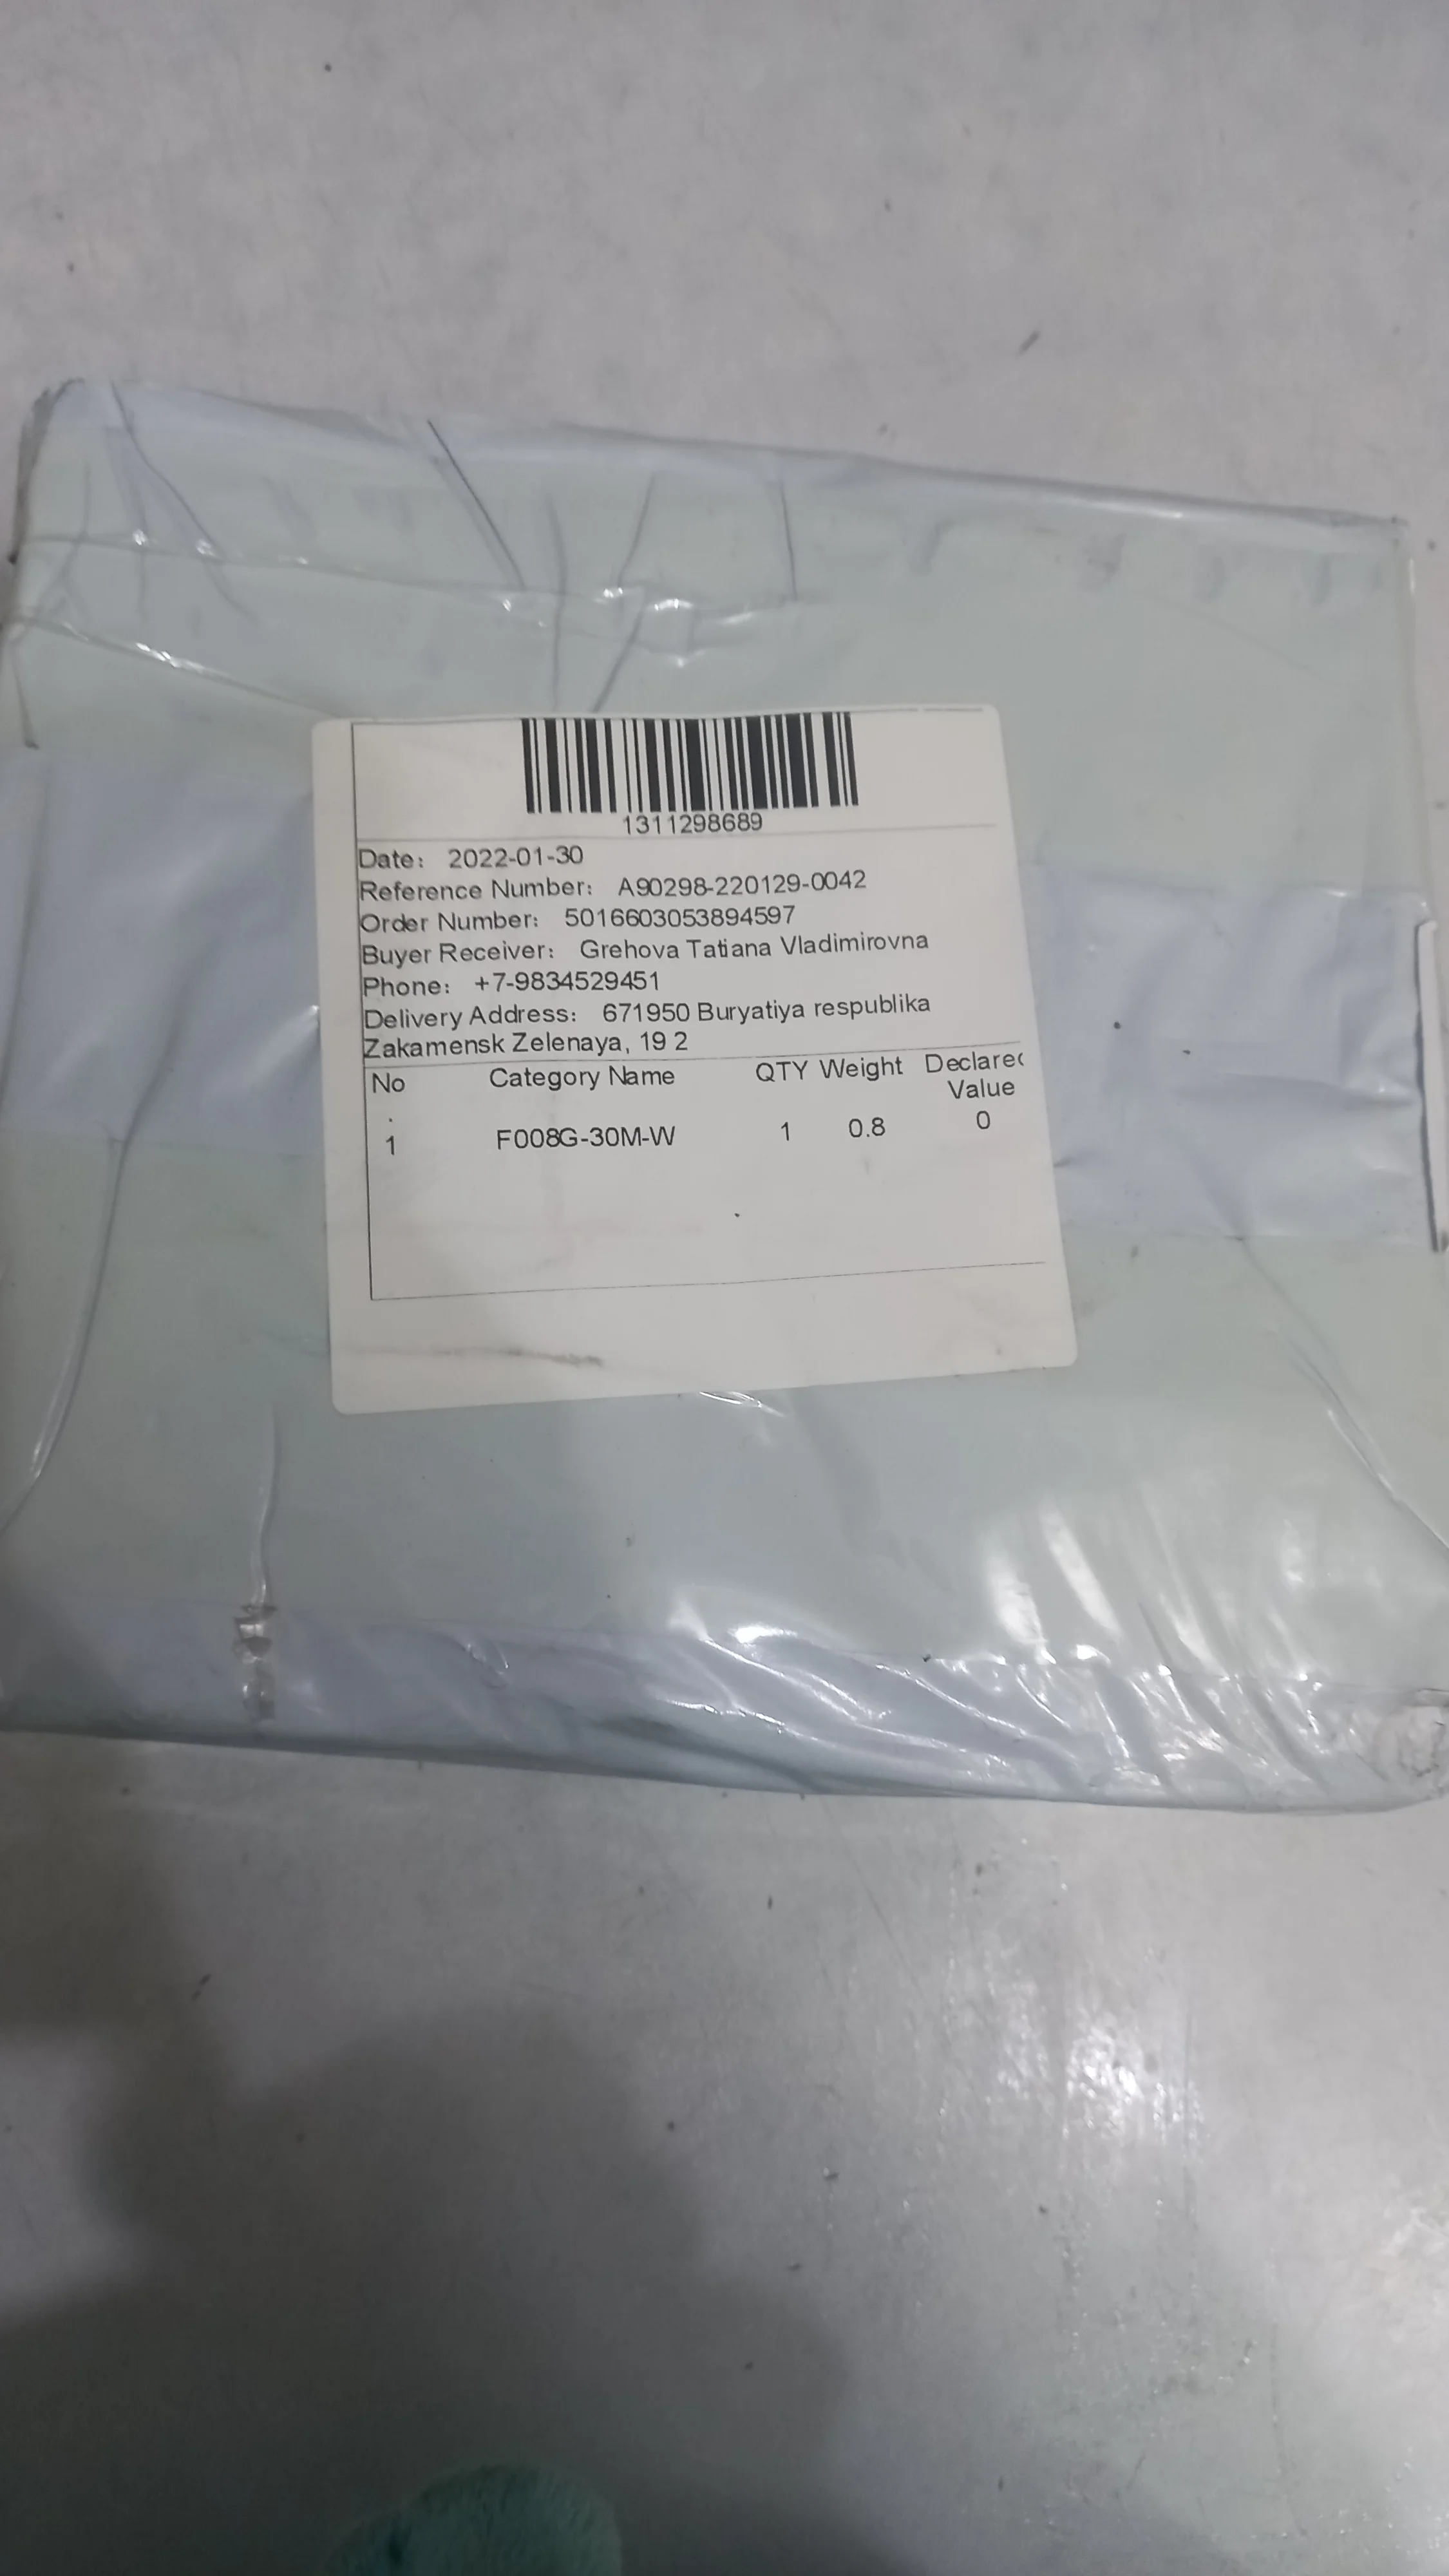 1311298689
Date： 2022-01-30
Reference Number： A90298-220129-0042
Order Number： 5016603053894597
Buyer Receiver： Grehova Tatiana Vladimirovna
Phone： +7-9834529451
Delivery Address： 671950 Buryatiya respublika
Zakamensk Zelenaya, 19 2
No. Category Name QTY Weight Declared Value
1 F008G-30M-W 1 0.8 0